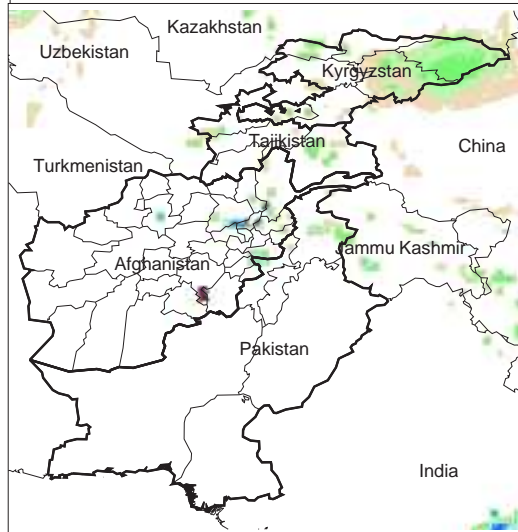 Kazakhstan
Uzbekistan
Kyrgyzstan
Tajikistan
China
Turkmenistan
Jammu Kashmir
Afghanistan
Pakistan
India